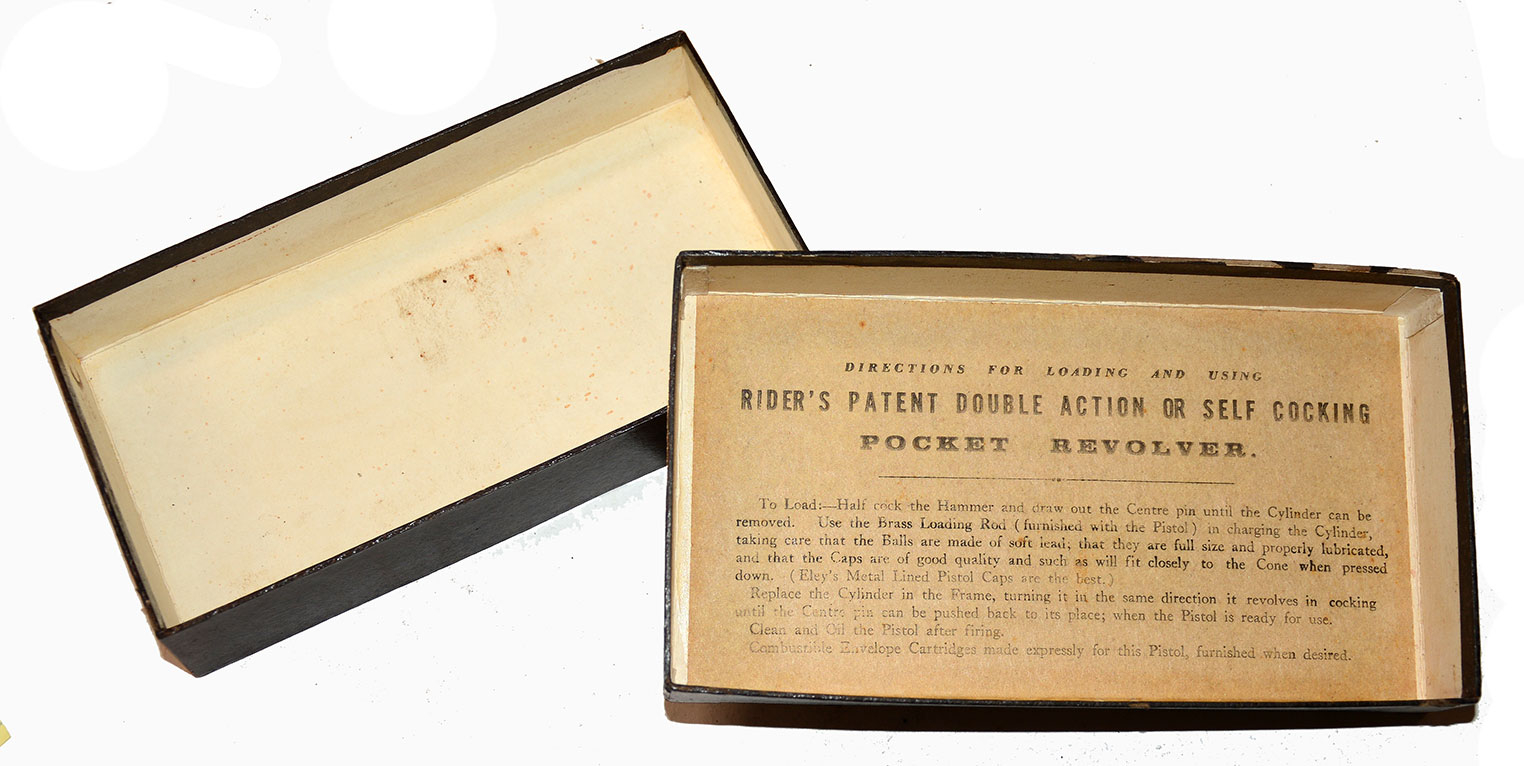 DIRECTIONS FOR LOADING AND USING
RIDER'S PATENT DOUBLE ACTION OR SELF COCKING
POCKET REVOLVER.
To Load:—Half cock the Hammer and draw out the Centre pin until the Cylinder can be
removed. Use the Brass Loading Rod (furnished with the Pistol) in charging the Cylinder,
taking care that the Balls are made of soft lead; that they are full size and properly lubricated,
and that the Caps are of good quality and such as will fit closely to the Cone when pressed
down. (Eley's Metal Lined Pistol Caps are the best.)
Replace the Cylinder in the Frame, turning it in the same direction it revolves in cocking
until the Centre pin can be pushed back to its place; when the Pistol is ready for use.
Clean and Oil the Pistol after firing.
Combustible Envelope Cartridges made expressly for this Pistol, furnished when desired.